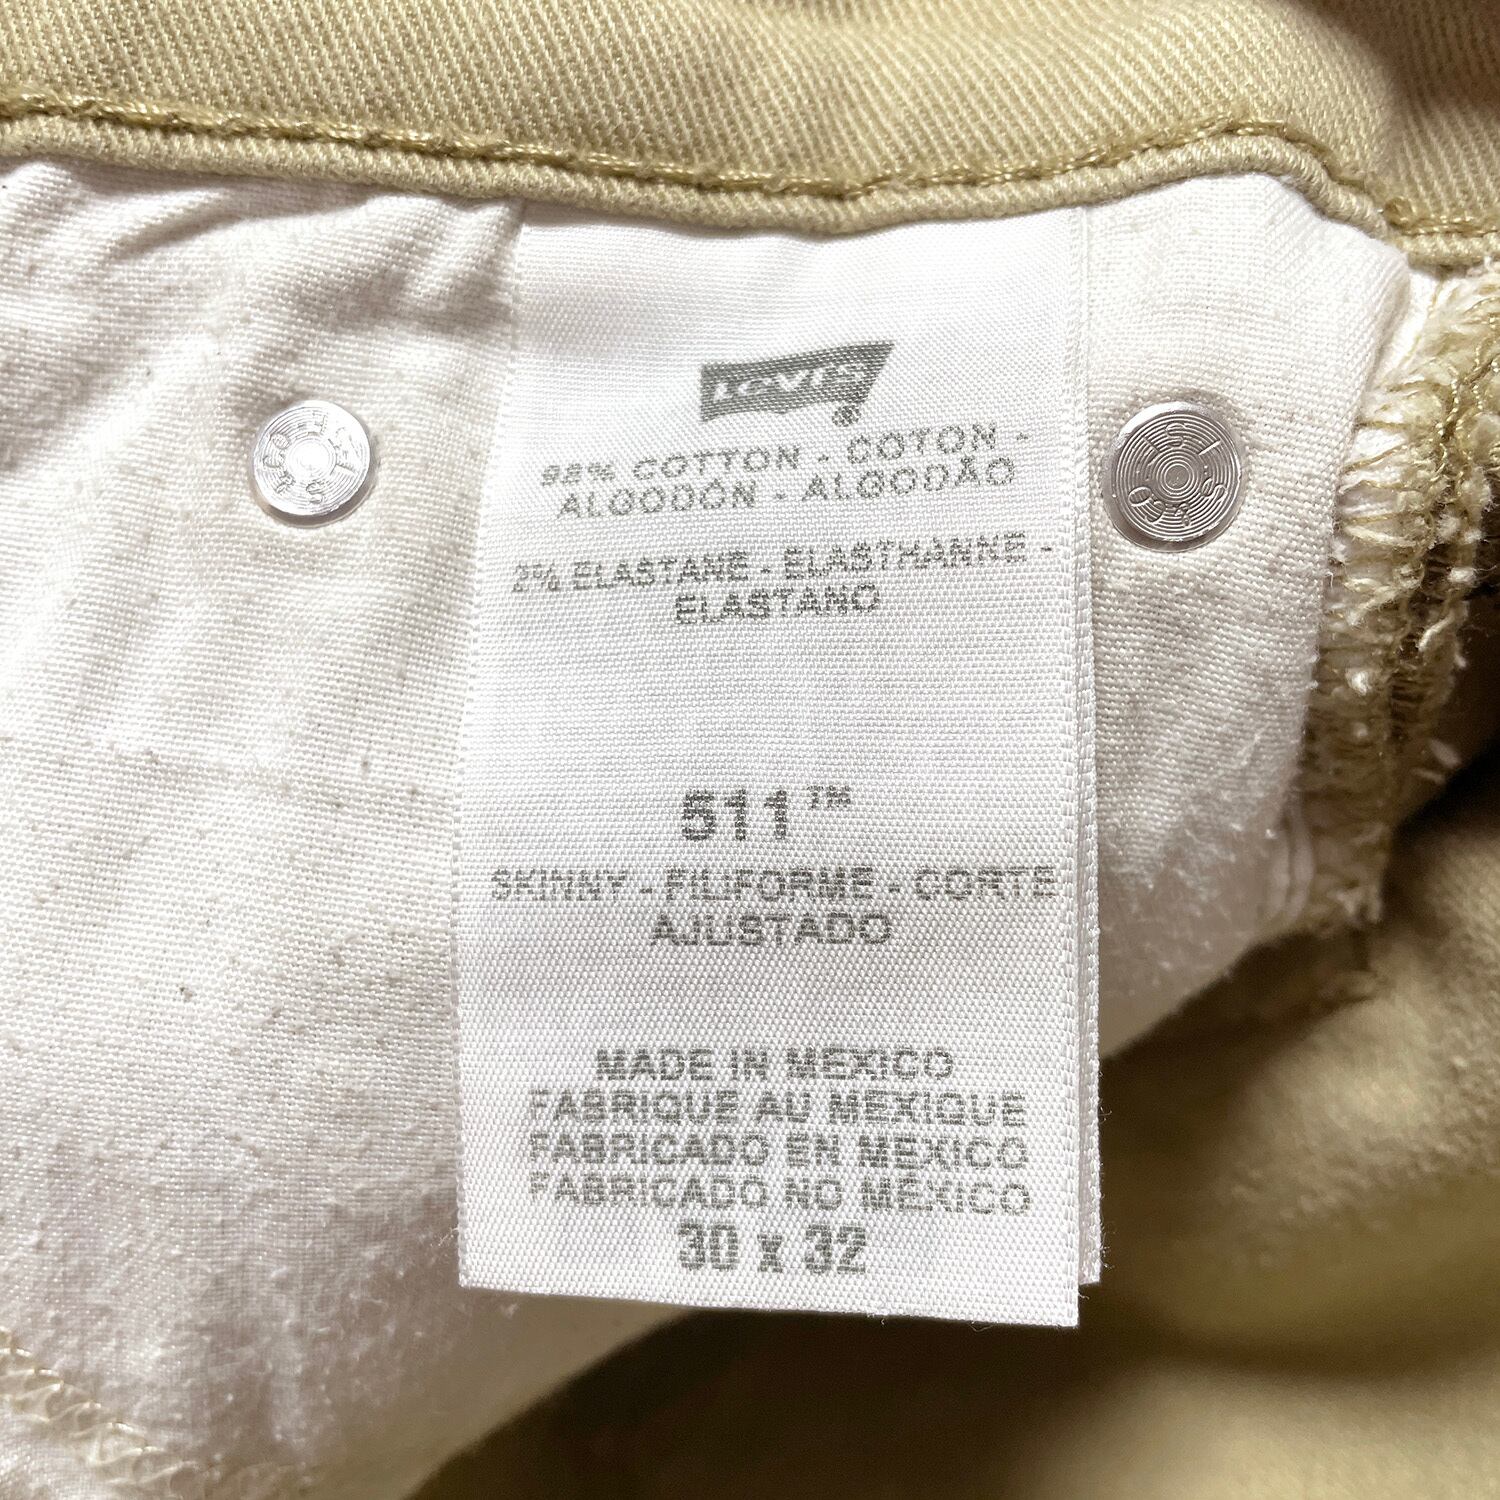 Levi's
®
98% COTTON - COTON -
ALGODÓN - ALGODÃO
2% ELASTANE - ELASTHANNE -
ELASTANO
511™
SKINNY - FILIFORME - CORTE
AJUSTADO
MADE IN MEXICO
FABRIQUE AU MEXIQUE
FABRICADO EN MEXICO
FABRICADO NO MÉXICO
30 x 32